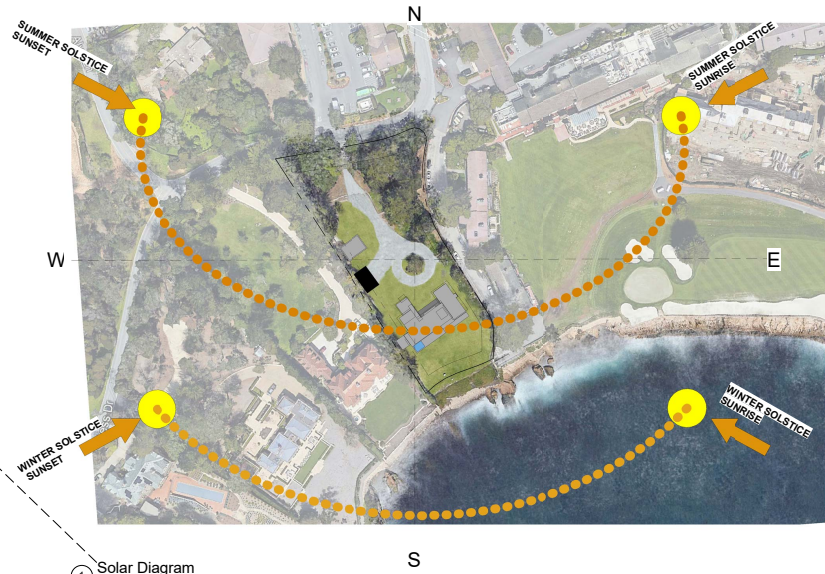 N
SUMMER SOLSTICE
SUNSET
SUMMER SOLSTICE
SUNRISE
W
E
WINTER SOLSTICE
SUNSET
WINTER SOLSTICE
SUNRISE
S
Solar Diagram